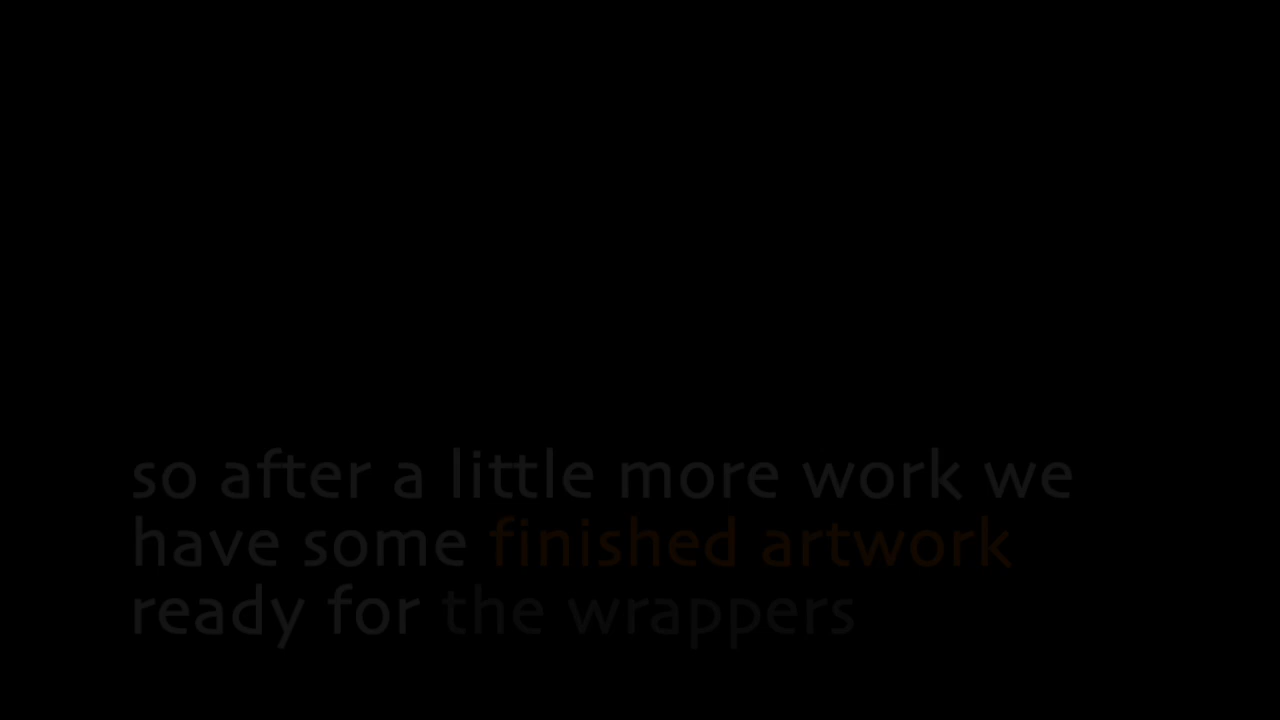 so after a little more work we
have some finished artwork
ready for the wrappers